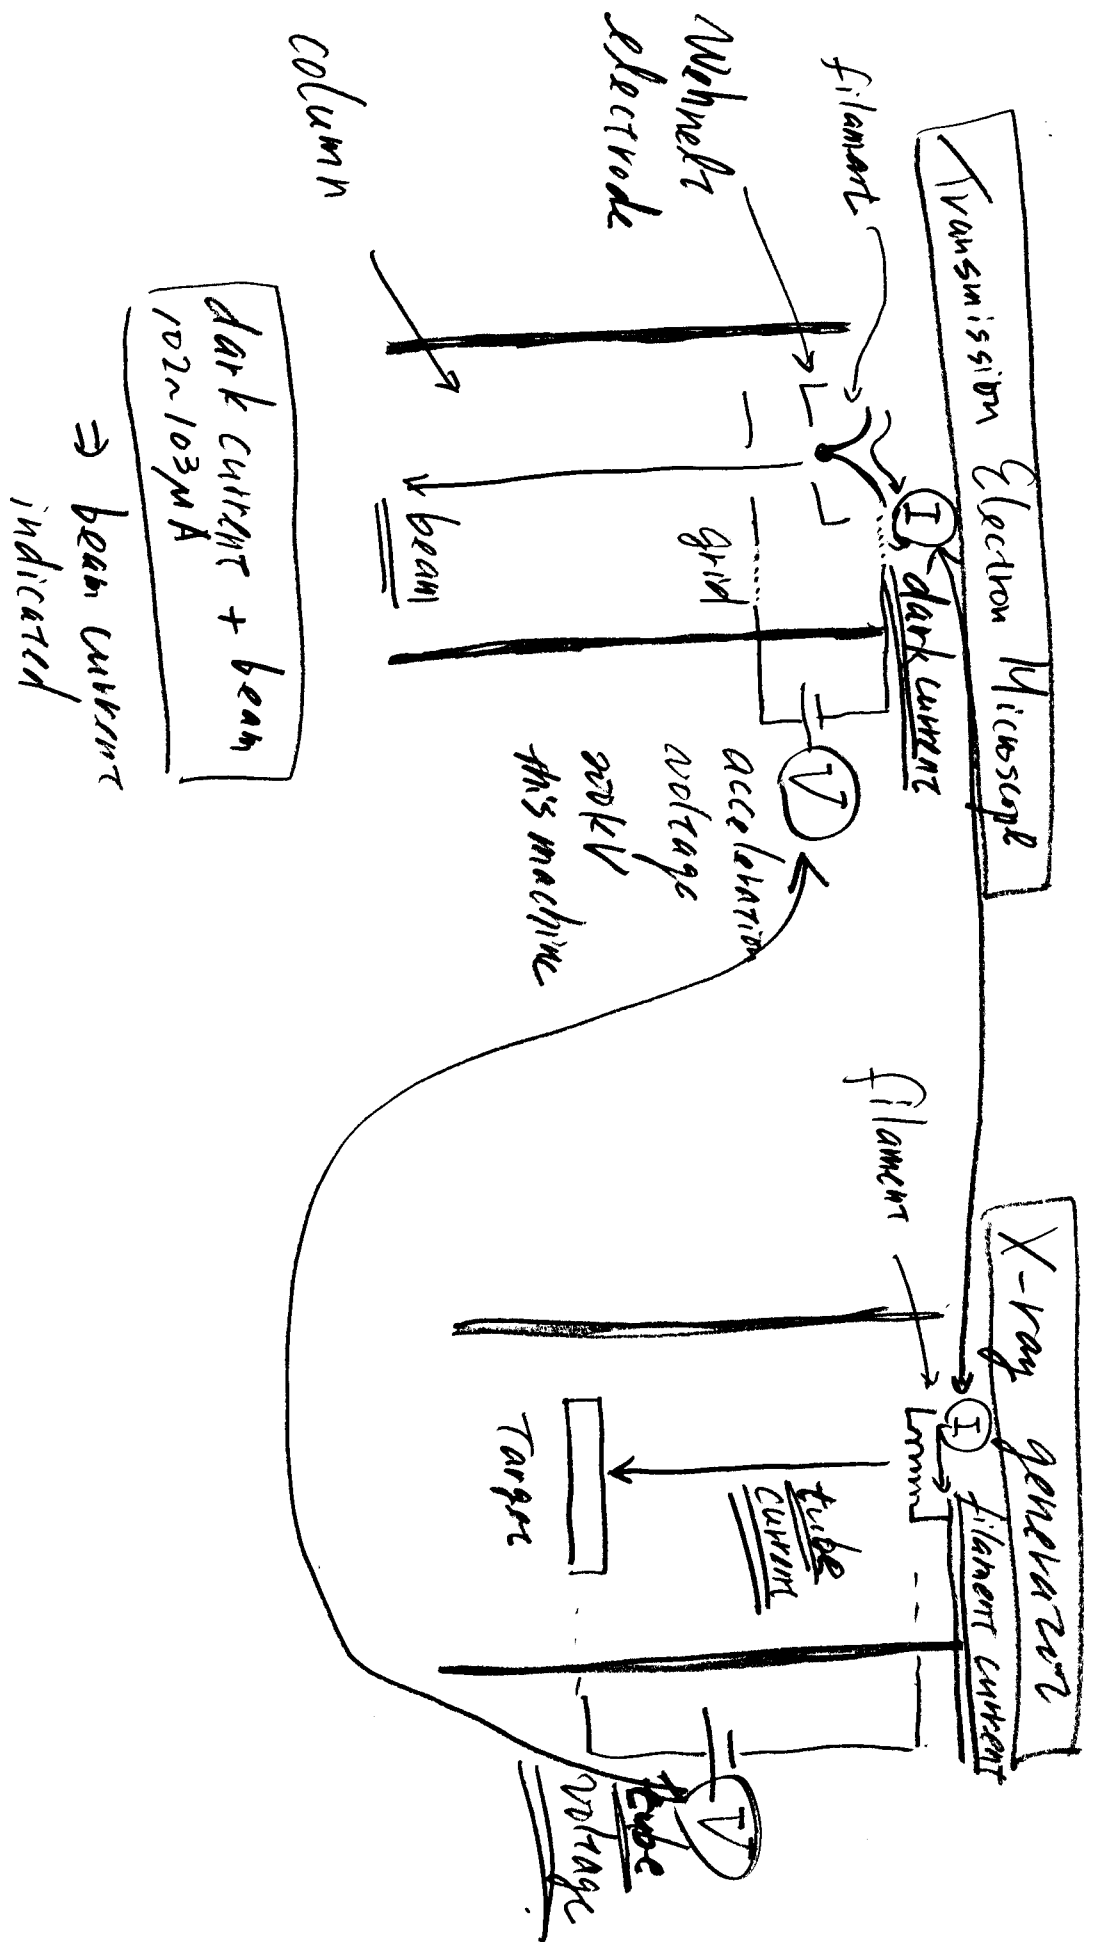 Transmission Electron Microscope
filament
Wehnelt
electrode
column
I
dark current
grid
beam
V
acceleration
voltage
200kV
this machine
dark current + beam
102~103μA
⇒ beam current
indicated
X-ray generator
filament
I
filament current
tube
current
Target
V
tube
voltage